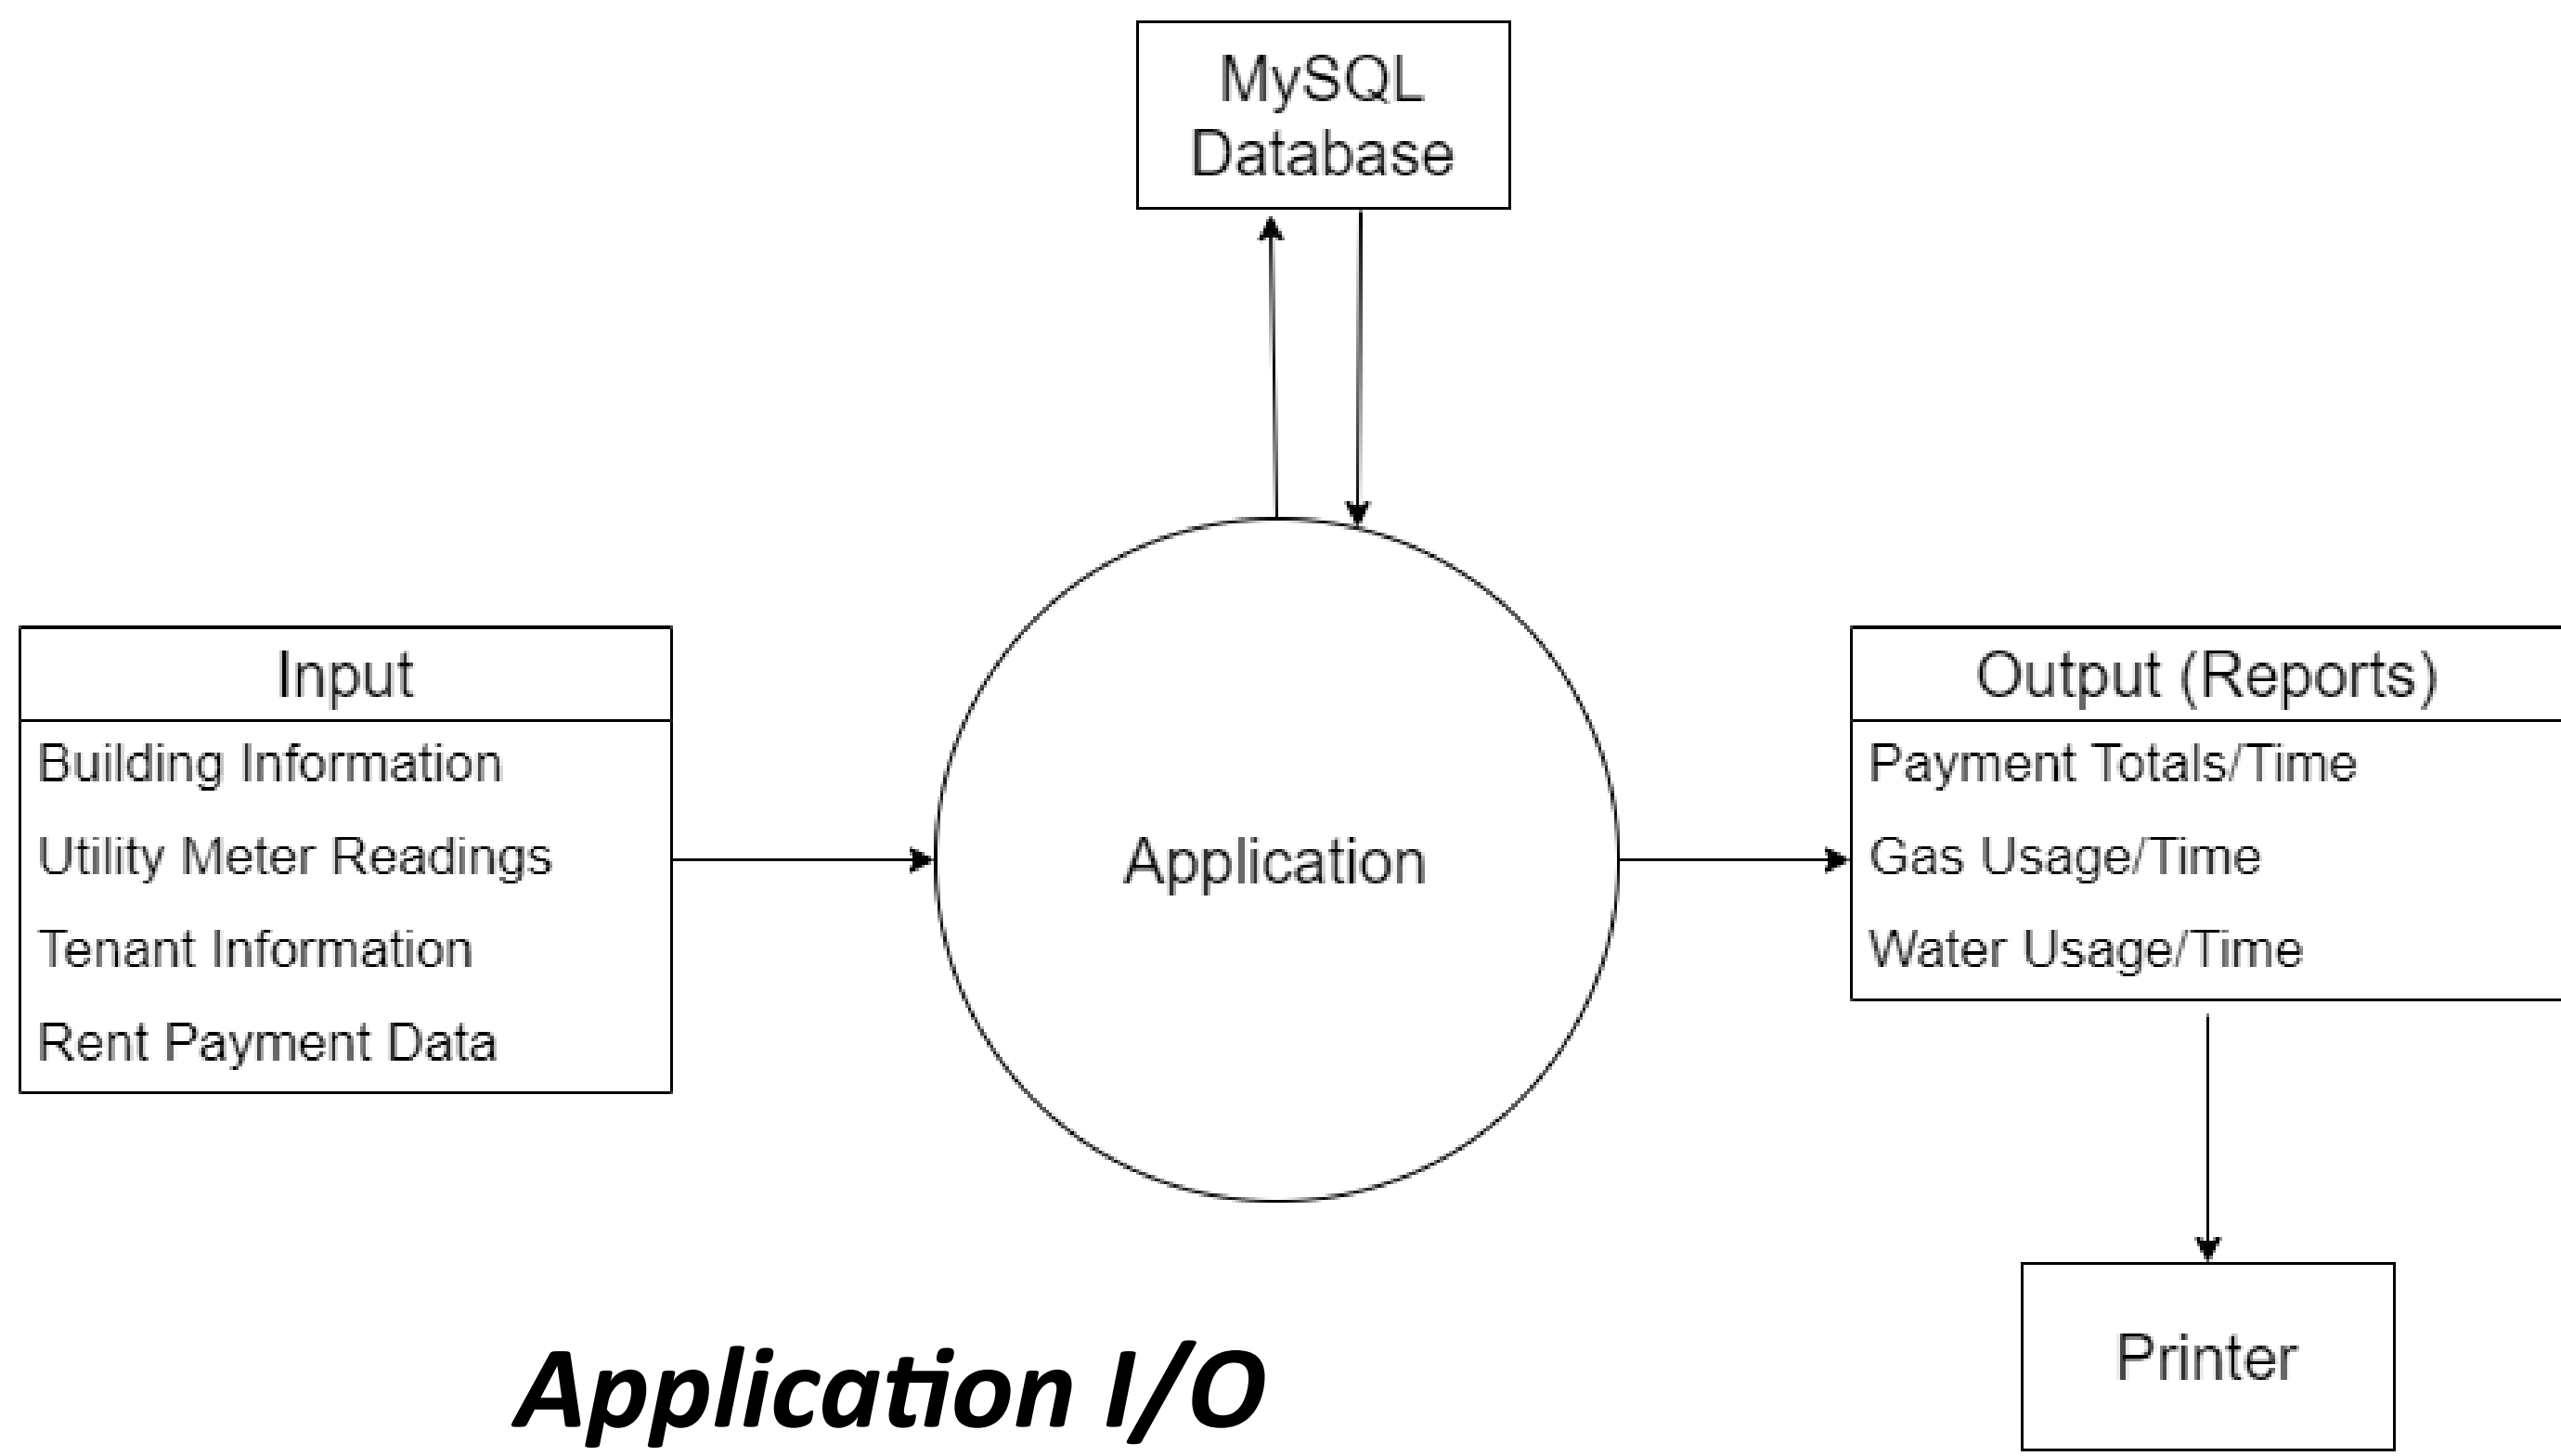 MySQL
Database
Input
Building Information
Utility Meter Readings
Tenant Information
Rent Payment Data
Application
Output (Reports)
Payment Totals/Time
Gas Usage/Time
Water Usage/Time
Printer
Application I/O